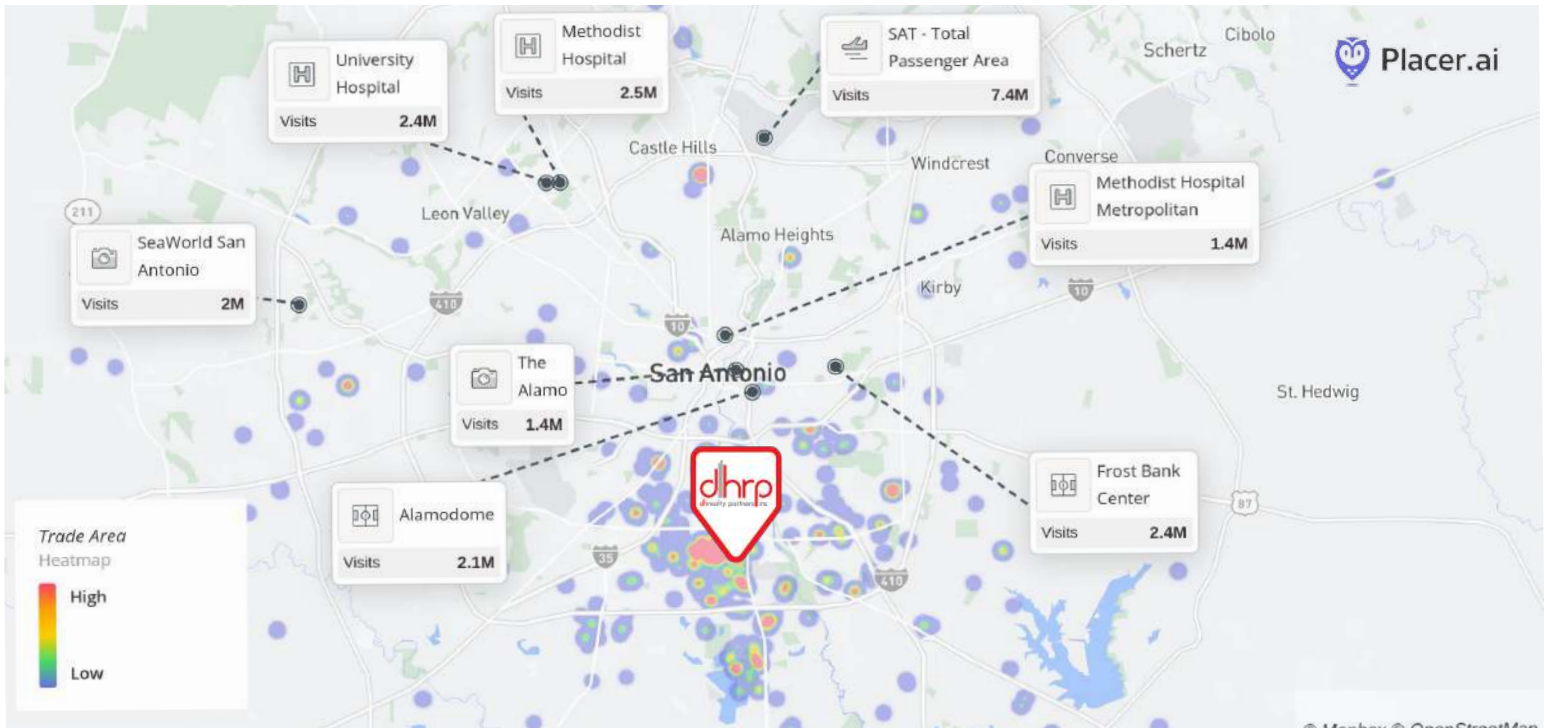 Methodist
Hospital
Visits 2.5M
SAT - Total
Passenger Area
Visits 7.4M
Cibolo
Schertz
Placer.ai
University
Hospital
Visits 2.4M
Castle Hills
Windcrest
Converse
Methodist Hospital
Metropolitan
Visits 1.4M
211
Leon Valley
Alamo Heights
SeaWorld San
Antonio
Visits 2M
410
Kirby
10
10
The
Alamo
Visits 1.4M
San Antonio
St. Hedwig
dhrp
Frost Bank
Center
Visits 2.4M
87
Alamodome
Visits 2.1M
35
410
Trade Area
Heatmap
High
Low
© Mapbox © OpenStreetMap